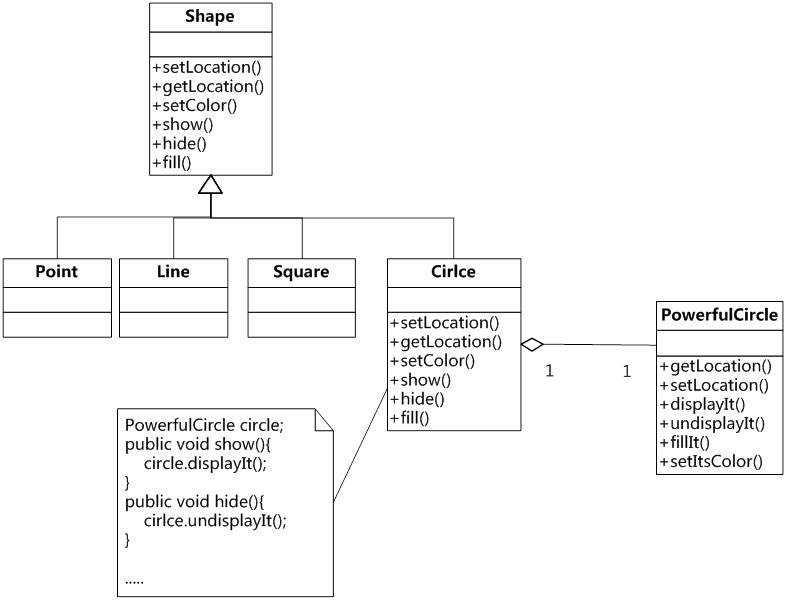 Shape
+setLocation()
+getLocation()
+setColor()
+show()
+hide()
+fill()
Point
Line
Square
Cirlce
+setLocation()
+getLocation()
+setColor()
+show()
+hide()
+fill()
1
1
PowerfulCircle
+getLocation()
+setLocation()
+displayIt()
+undisplayIt()
+fillIt()
+setItsColor()
PowerfulCircle circle;
public void show(){
circle.displayIt();
}
public void hide(){
cirlce.undisplayIt();
}
.....